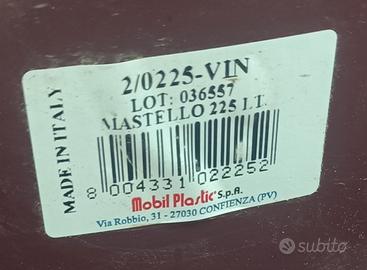 MADE IN ITALY
2/0225-VIN
LOT: 036557
MASTELLO 225 LT.
8 004331 022252
Mobil Plastic S.p.A.
Via Robbio, 31 - 27030 CONFIENZA (PV)
subito